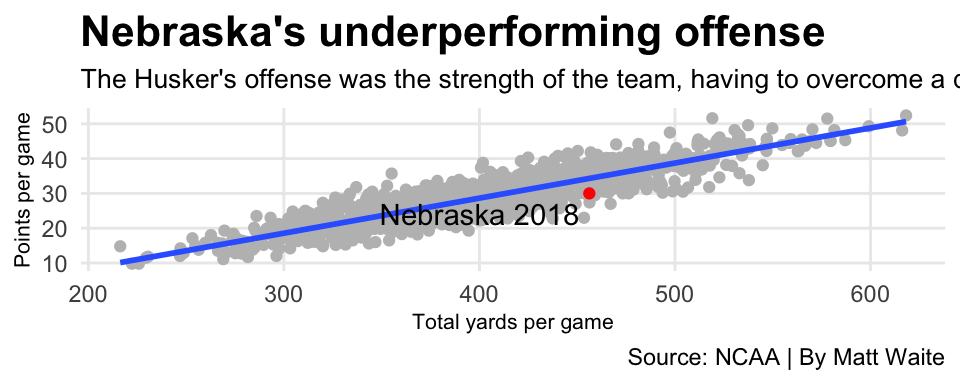 Nebraska's underperforming offense
The Husker's offense was the strength of the team, having to overcome a
Points per game
50
40
30
20
10
Nebraska 2018
200 300 400 500 600
Total yards per game
Source: NCAA | By Matt Waite